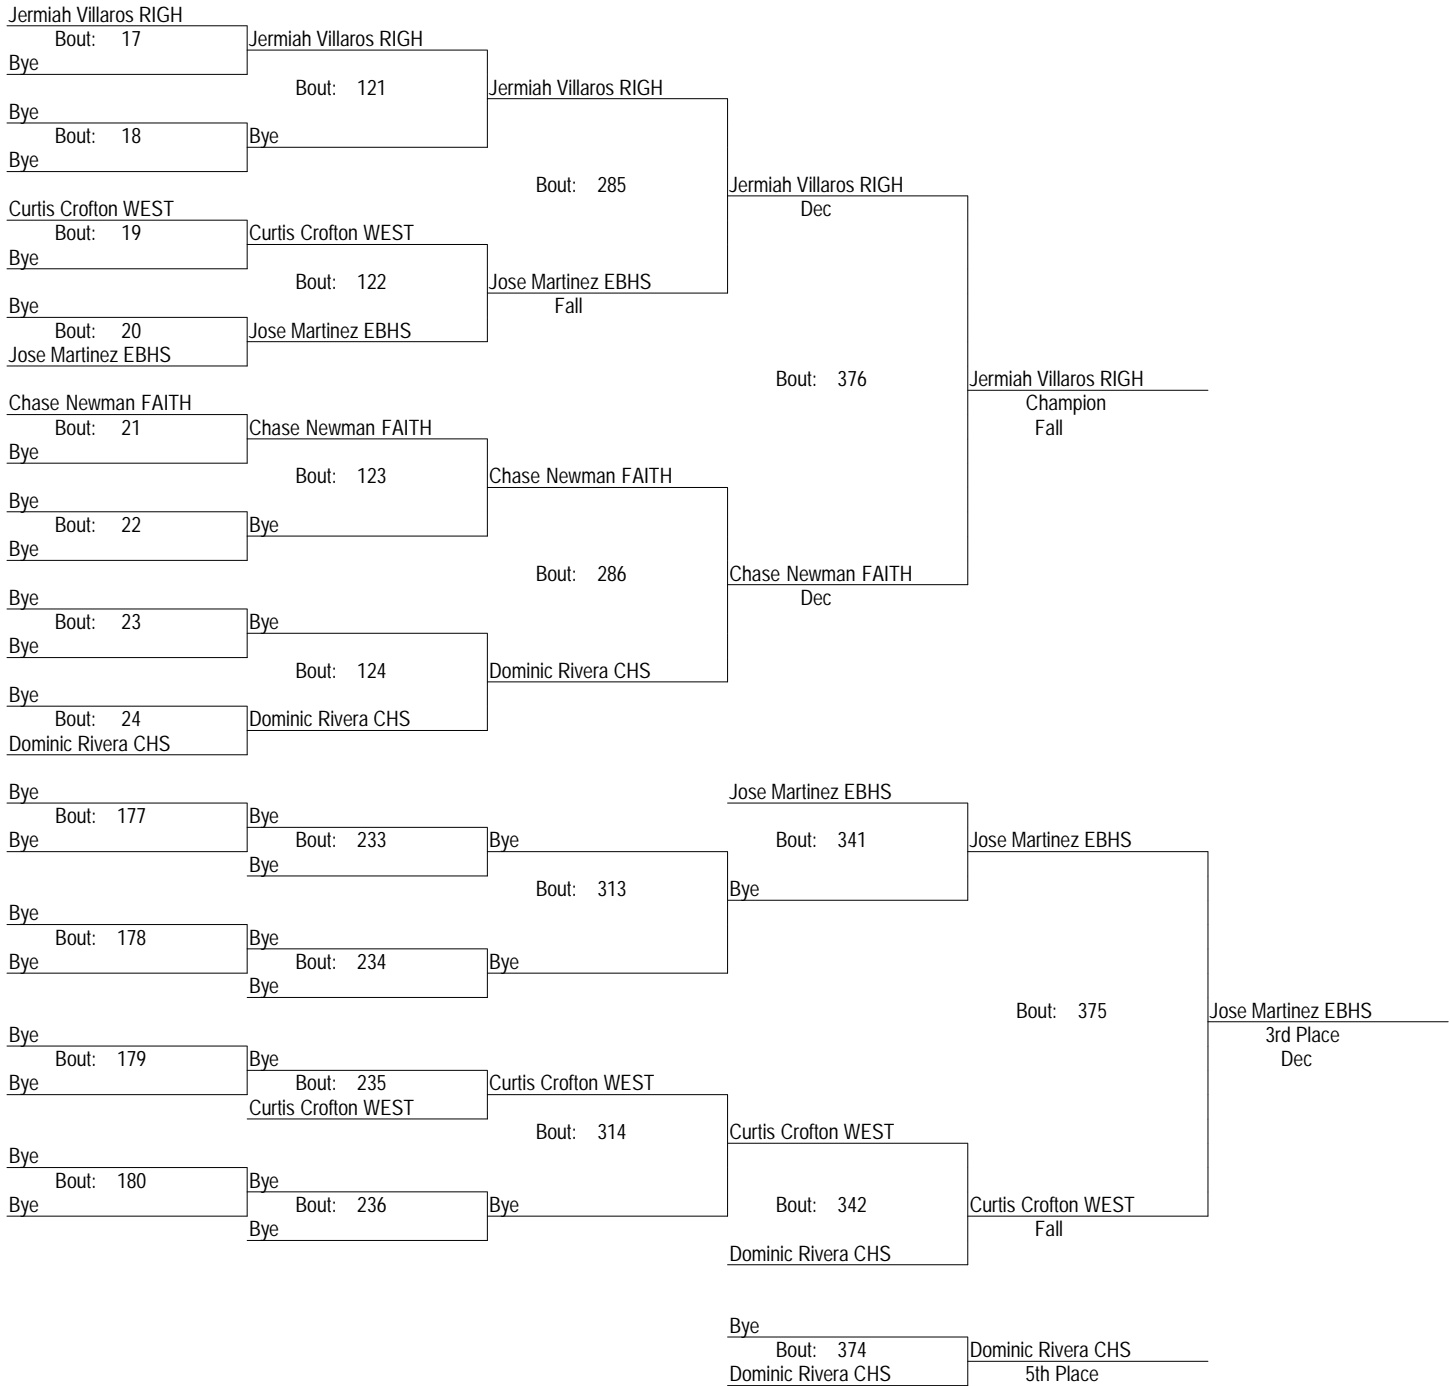 Jermiah Villaros RIGH
Bout: 17
Jermiah Villaros RIGH
Bye
Bout: 121
Jermiah Villaros RIGH
Bye
Bout: 18
Bye
Bye
Bout: 285
Jermiah Villaros RIGH
Dec
Curtis Crofton WEST
Bout: 19
Curtis Crofton WEST
Bye
Bout: 122
Jose Martinez EBHS
Fall
Bye
Bout: 20
Jose Martinez EBHS
Jose Martinez EBHS
Bout: 376
Jermiah Villaros RIGH
Champion
Fall
Chase Newman FAITH
Bout: 21
Chase Newman FAITH
Bye
Bout: 123
Chase Newman FAITH
Bye
Bout: 22
Bye
Bye
Bout: 286
Chase Newman FAITH
Dec
Bye
Bout: 23
Bye
Bye
Bout: 124
Dominic Rivera CHS
Bye
Bout: 24
Dominic Rivera CHS
Dominic Rivera CHS
Bye
Bout: 177
Bye
Bye
Bout: 233
Bye
Bye
Jose Martinez EBHS
Bout: 341
Jose Martinez EBHS
Bout: 313
Bye
Bye
Bout: 178
Bye
Bye
Bout: 234
Bye
Bye
Bout: 375
Jose Martinez EBHS
3rd Place
Dec
Bye
Bout: 179
Bye
Bye
Bout: 235
Curtis Crofton WEST
Curtis Crofton WEST
Bout: 314
Curtis Crofton WEST
Bye
Bout: 180
Bye
Bye
Bout: 236
Bye
Bye
Bout: 342
Curtis Crofton WEST
Fall
Dominic Rivera CHS
Bye
Bout: 374
Dominic Rivera CHS
Dominic Rivera CHS
5th Place